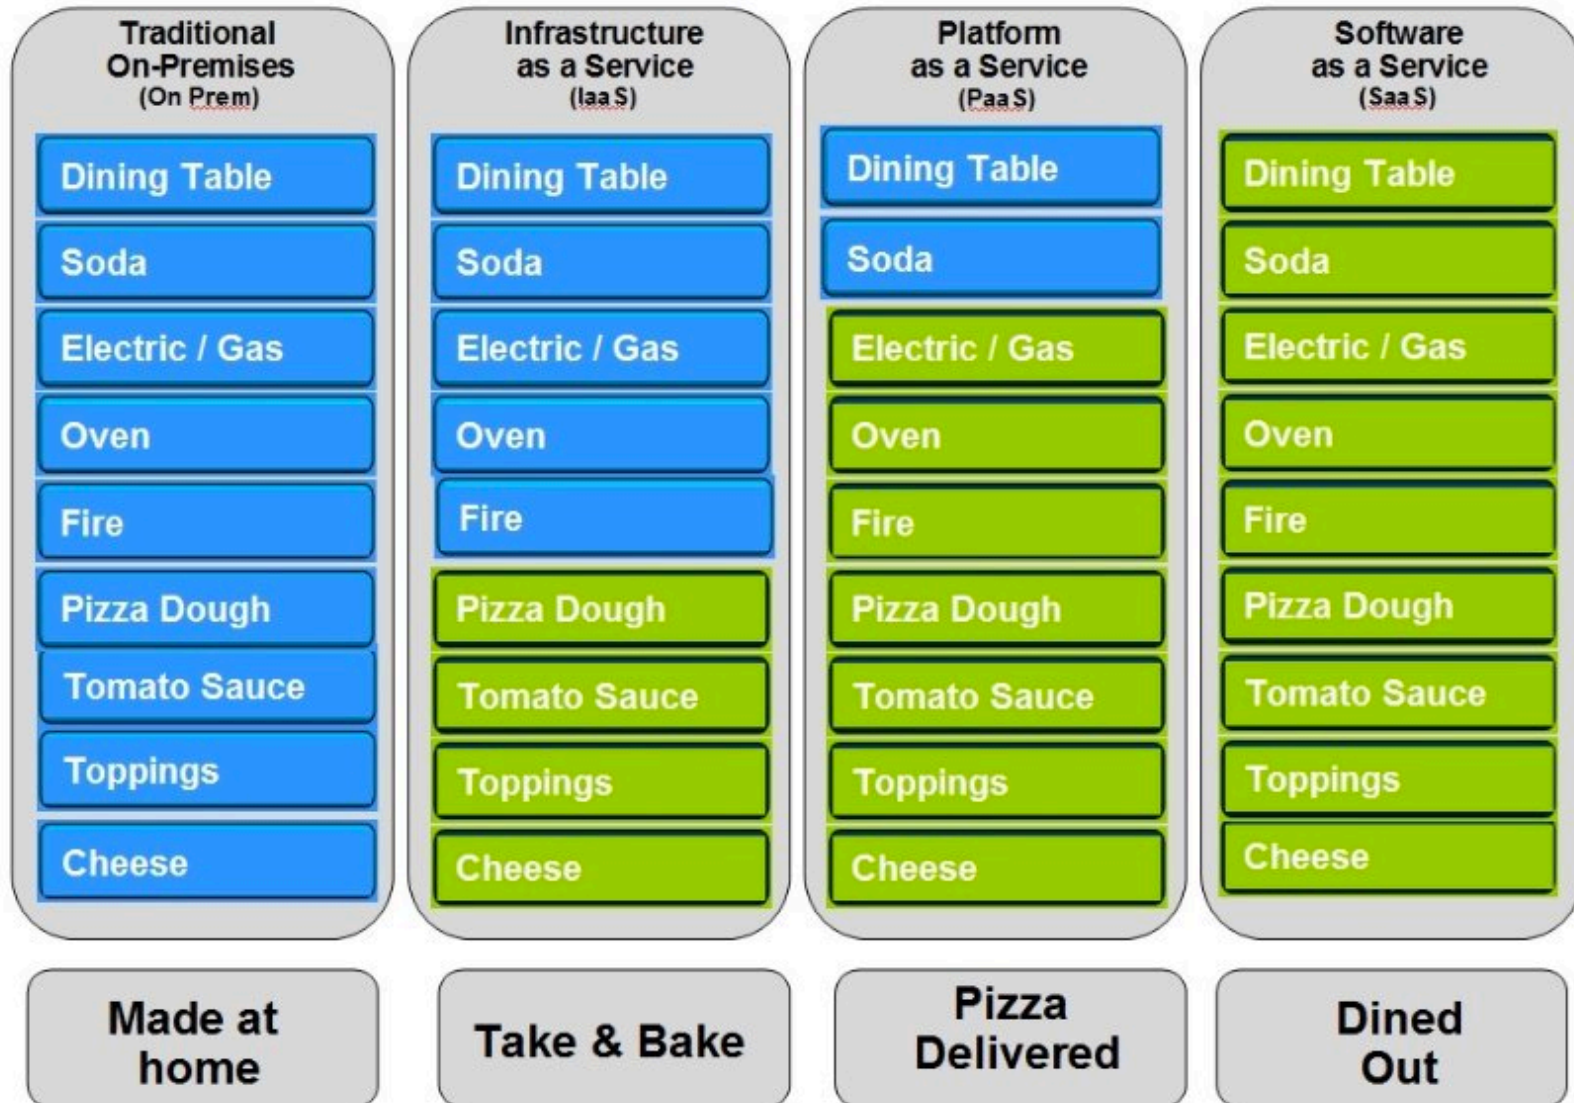 Traditional
On-Premises
(On Prem)
Dining Table
Soda
Electric / Gas
Oven
Fire
Pizza Dough
Tomato Sauce
Toppings
Cheese
Made at
home
Infrastructure
as a Service
(IaaS)
Dining Table
Soda
Electric / Gas
Oven
Fire
Pizza Dough
Tomato Sauce
Toppings
Cheese
Take & Bake
Platform
as a Service
(PaaS)
Dining Table
Soda
Electric / Gas
Oven
Fire
Pizza Dough
Tomato Sauce
Toppings
Cheese
Pizza
Delivered
Software
as a Service
(SaaS)
Dining Table
Soda
Electric / Gas
Oven
Fire
Pizza Dough
Tomato Sauce
Toppings
Cheese
Dined
Out